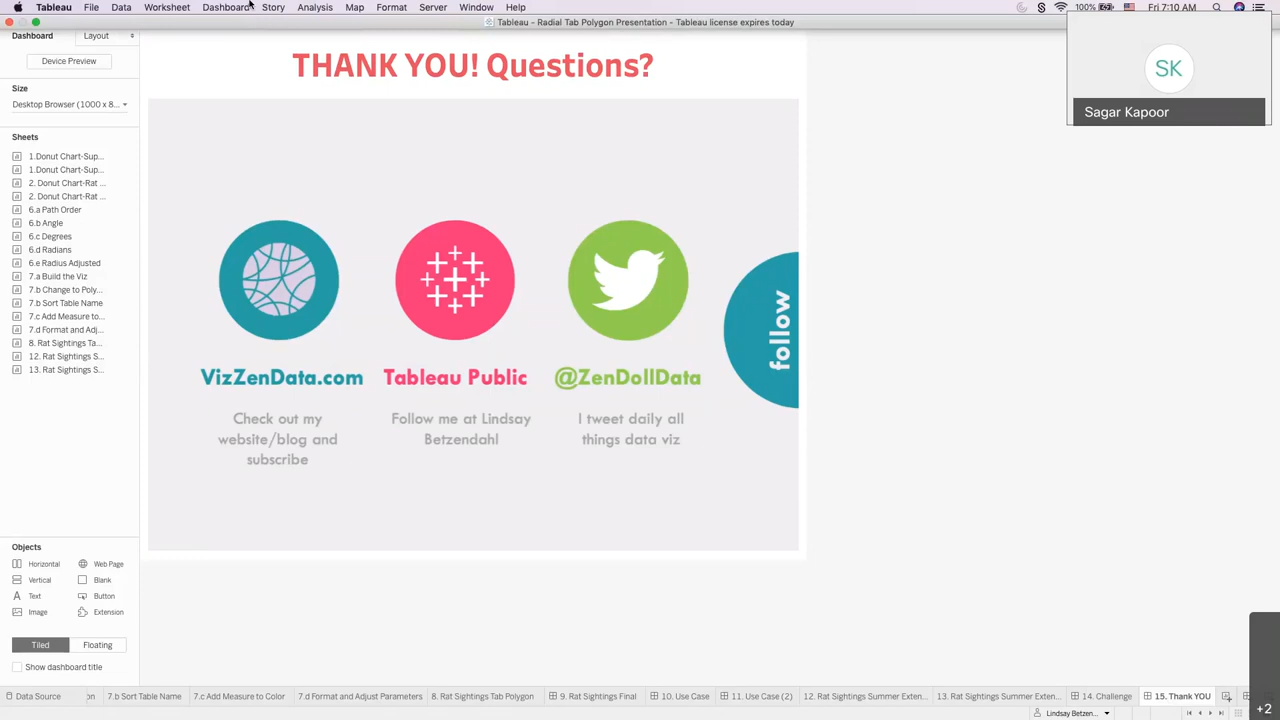 Tableau File Data Worksheet Dashboard Story Analysis Map Format Server Window Help
100% Fri 7:10 AM
Tableau - Radial Tab Polygon Presentation - Tableau license expires today
Dashboard Layout
Device Preview
Size
Desktop Browser (1000 x 8...
Sheets
1.Donut Chart-Sup...
1.Donut Chart-Sup...
2. Donut Chart-Rat ...
2. Donut Chart-Rat ...
6.a Path Order
6.b Angle
6.c Degrees
6.d Radians
6.e Radius Adjusted
7.a Build the Viz
7.b Change to Poly...
7.b Sort Table Name
7.c Add Measure to...
7.d Format and Adj...
8. Rat Sightings Ta...
12. Rat Sightings S...
13. Rat Sightings S...
Objects
Horizontal Web Page
Vertical Blank
Text Button
Image Extension
Tiled Floating
Show dashboard title
THANK YOU! Questions?
VizZenData.com
Check out my
website/blog and
subscribe
Tableau Public
Follow me at Lindsay
Betzendahl
@ZenDollData
I tweet daily all
things data viz
follow
SK
Sagar Kapoor
Data Source on 7.b Sort Table Name 7.c Add Measure to Color 7.d Format and Adjust Parameters 8. Rat Sightings Tab Polygon 9. Rat Sightings Final 10. Use Case 11. Use Case (2) 12. Rat Sightings Summer Exten... 13. Rat Sightings Summer Exten... 14. Challenge 15. Thank YOU
Lindsay Betzen...
+2